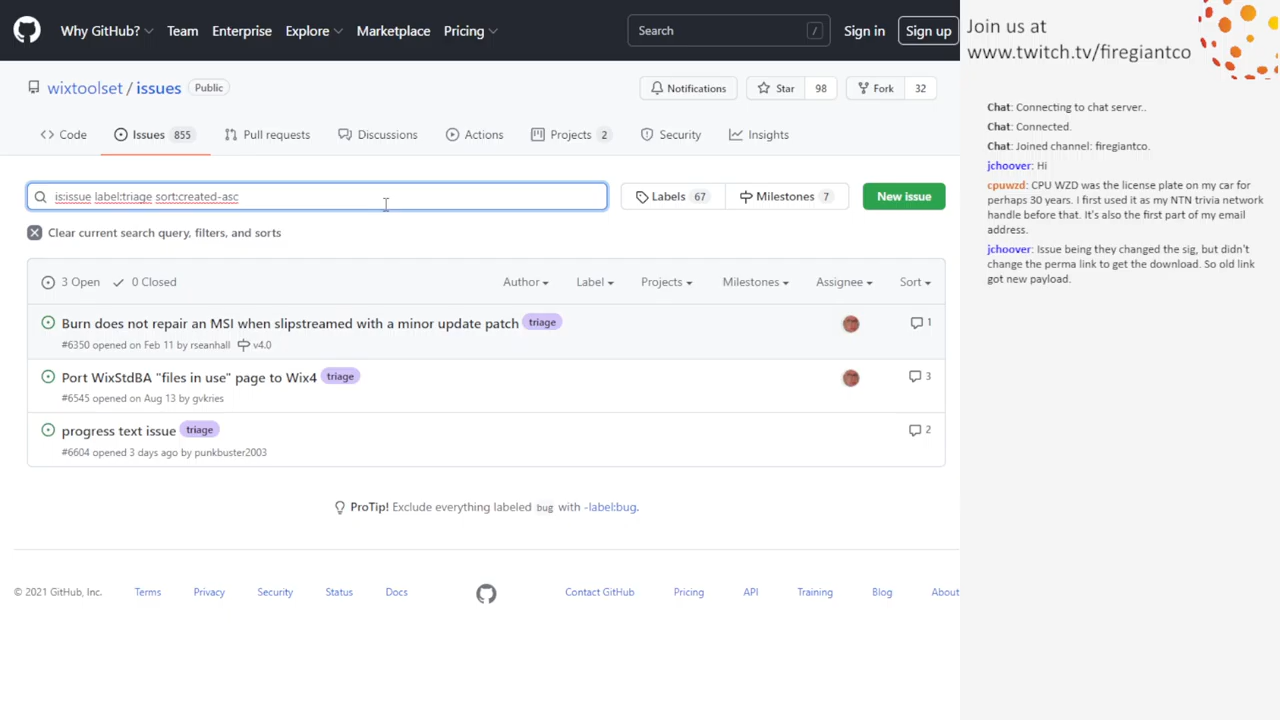 Why GitHub? Team Enterprise Explore Marketplace Pricing Search / Sign in Sign up
Join us at
www.twitch.tv/firegiantco
wixtoolset / issues Public Notifications Star 98 Fork 32
Code Issues 855 Pull requests Discussions Actions Projects 2 Security Insights
is:issue label:triage sort:created-asc Labels 67 Milestones 7 New issue
Clear current search query, filters, and sorts
3 Open 0 Closed Author Label Projects Milestones Assignee Sort
Burn does not repair an MSI when slipstreamed with a minor update patch triage 1
#6350 opened on Feb 11 by rseanhall v4.0
Port WixStdBA "files in use" page to Wix4 triage 3
#6545 opened on Aug 13 by gvkries
progress text issue triage 2
#6604 opened 3 days ago by punkbuster2003
ProTip! Exclude everything labeled bug with -label:bug.
© 2021 GitHub, Inc. Terms Privacy Security Status Docs Contact GitHub Pricing API Training Blog About
Chat: Connecting to chat server..
Chat: Connected.
Chat: Joined channel: firegiantco.
jchoover: Hi
cpuwzd: CPU WZD was the license plate on my car for
perhaps 30 years. I first used it as my NTN trivia network
handle before that. It's also the first part of my email
address.
jchoover: Issue being they changed the sig, but didn't
change the perma link to get the download. So old link
got new payload.